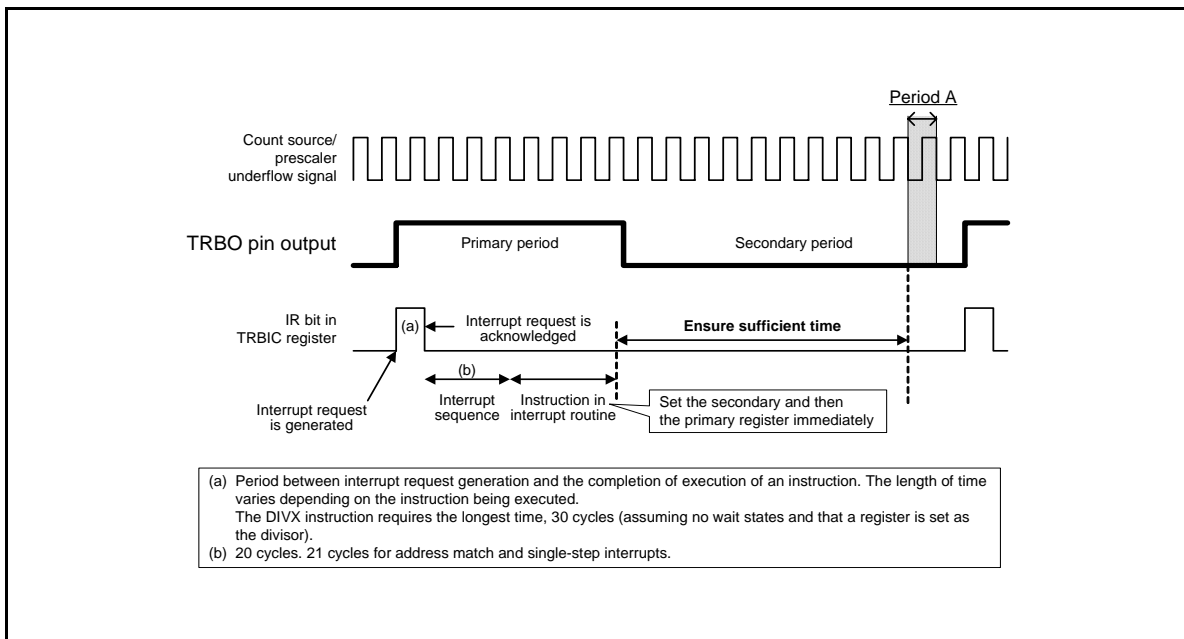 Period A
Count source/
prescaler
underflow signal
TRBO pin output
Primary period
Secondary period
IR bit in
TRBIC register
(a)
Interrupt request is
acknowledged
Ensure sufficient time
(b)
Interrupt request
is generated
Interrupt
sequence
Instruction in
interrupt routine
Set the secondary and then
the primary register immediately
(a) Period between interrupt request generation and the completion of execution of an instruction. The length of time
varies depending on the instruction being executed.
The DIVX instruction requires the longest time, 30 cycles (assuming no wait states and that a register is set as
the divisor).
(b) 20 cycles. 21 cycles for address match and single-step interrupts.